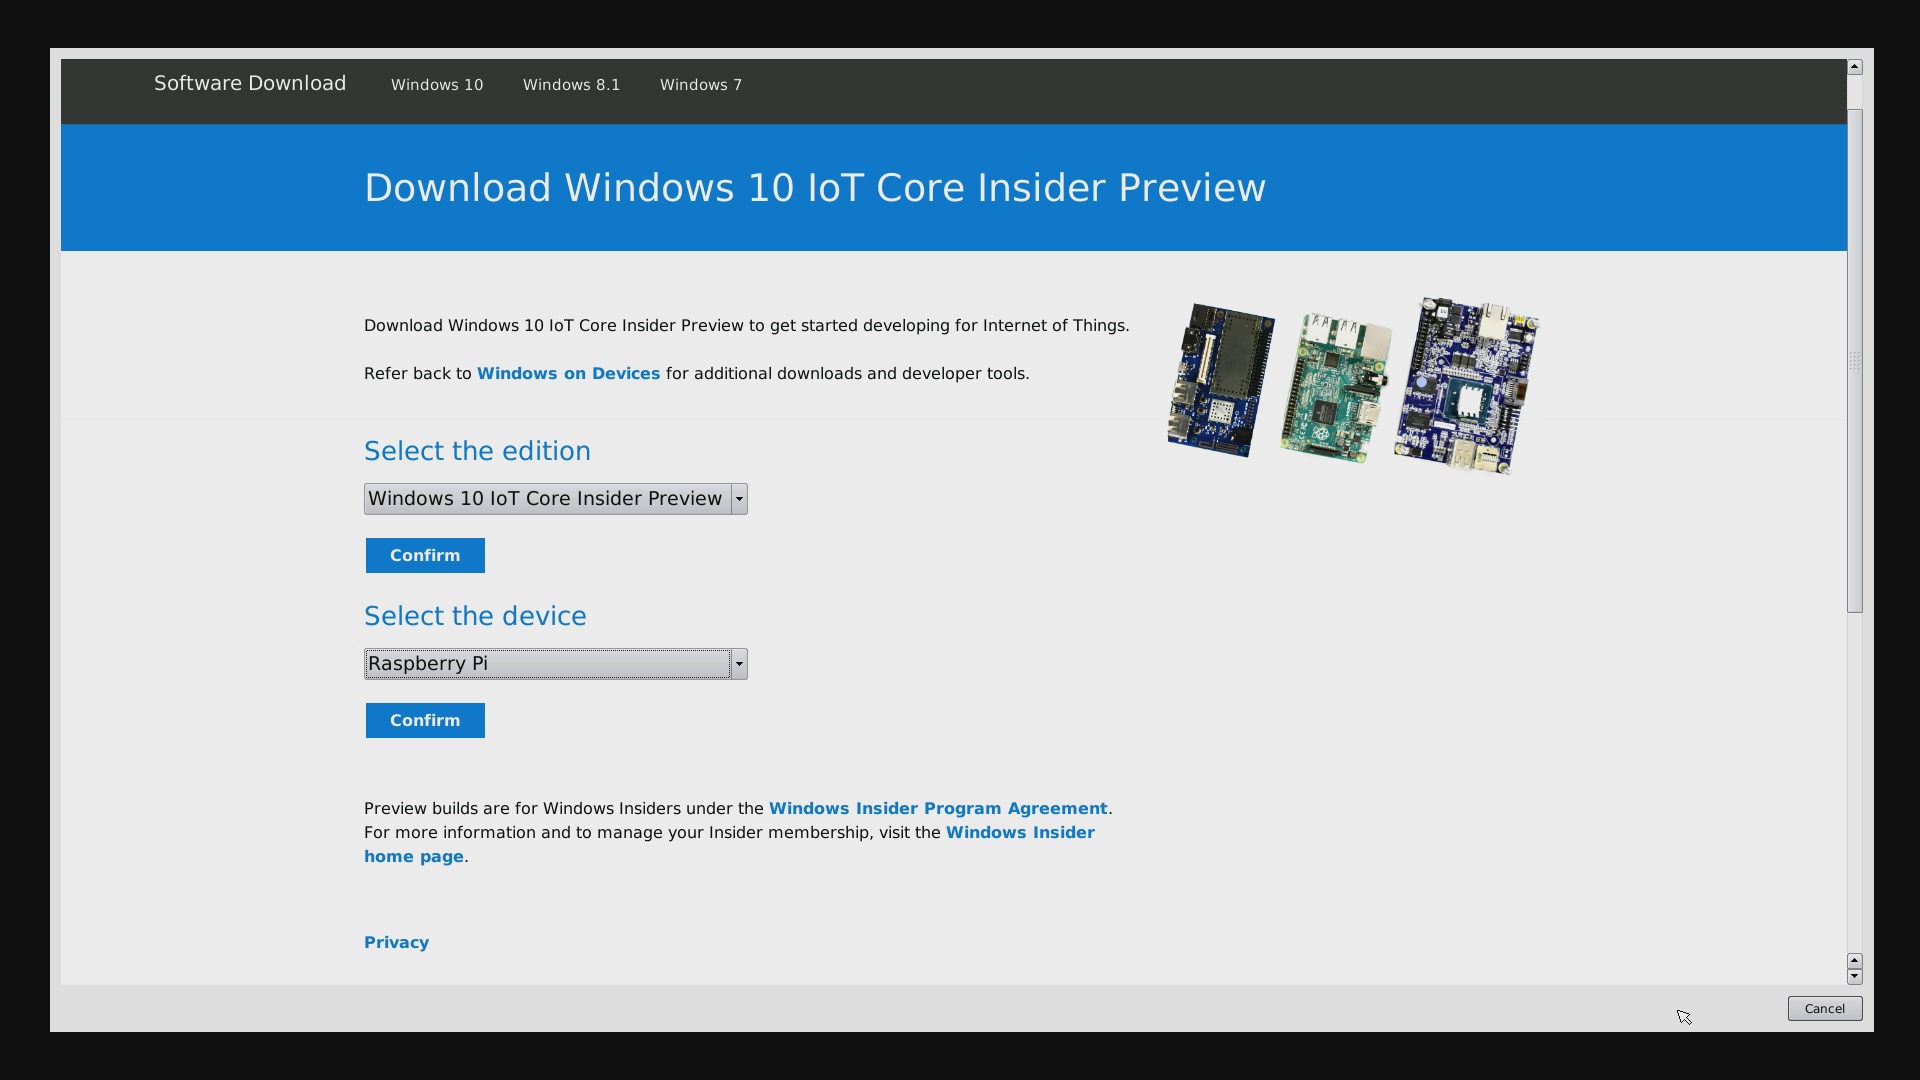 Software Download Windows 10 Windows 8.1 Windows 7
Download Windows 10 IoT Core Insider Preview
Download Windows 10 IoT Core Insider Preview to get started developing for Internet of Things.
Refer back to Windows on Devices for additional downloads and developer tools.
Select the edition
Windows 10 IoT Core Insider Preview
Confirm
Select the device
Raspberry Pi
Confirm
Preview builds are for Windows Insiders under the Windows Insider Program Agreement.
For more information and to manage your Insider membership, visit the Windows Insider
home page.
Privacy
Cancel